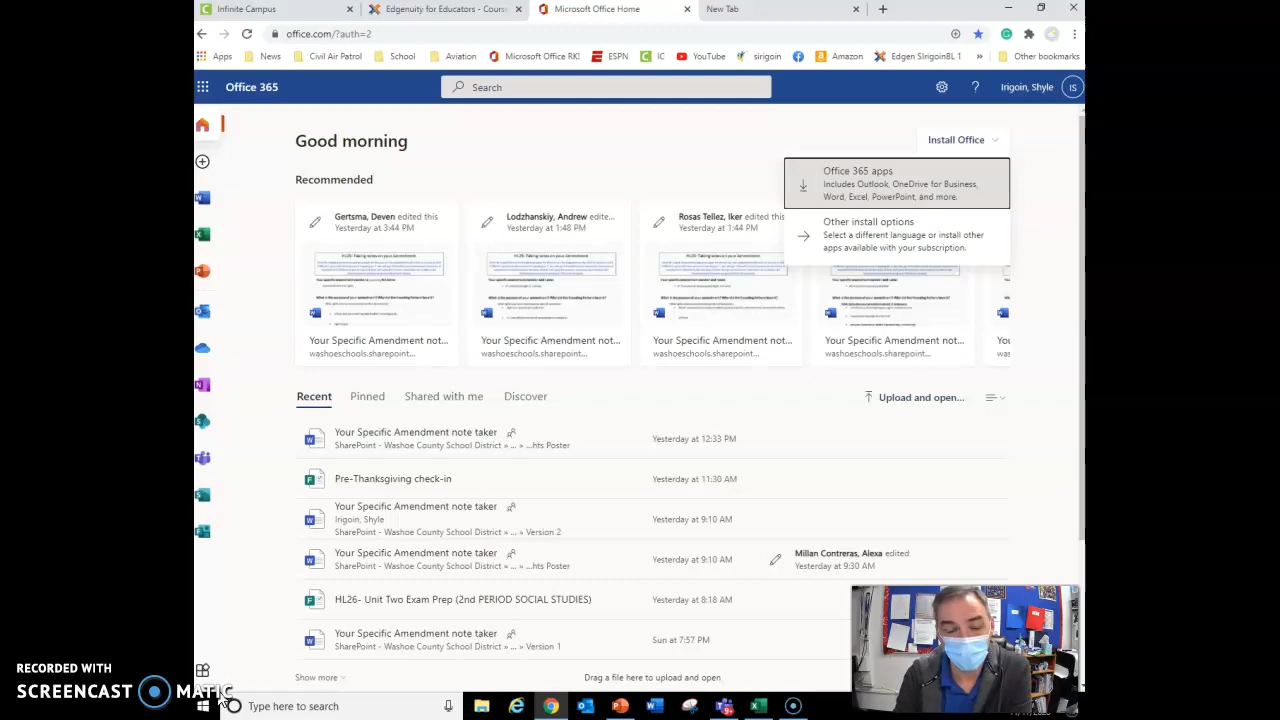 Infinite Campus
Edgenuity for Educators - Cours
Microsoft Office Home
New Tab
office.com/?auth=2
Apps
News
Civil Air Patrol
School
Aviation
Microsoft Office RK!
ESPN
IC
YouTube
sirigoin
Amazon
Edgen SIrigoinBL 1
»
Other bookmarks
Office 365
Search
?
Irigoin, Shyle
IS
Good morning
Install Office
Office 365 apps
Includes Outlook, OneDrive for Business,
Word, Excel, PowerPoint, and more.
Other install options
Select a different language or install other
apps available with your subscription.
Recommended
Gertsma, Deven edited this
Yesterday at 3:44 PM
Lodzhanskiy, Andrew edite...
Yesterday at 1:48 PM
Rosas Tellez, Iker edited this
Yesterday at 1:44 PM
HL26- Taking notes on your Amendment
Your Specific Amendment not...
washoeschools.sharepoint...
Your Specific Amendment not...
washoeschools.sharepoint...
Your Specific Amendment not...
washoeschools.sharepoint...
Your Specific Amendment not...
washoeschools.sharepoint...
Recent
Pinned
Shared with me
Discover
Upload and open...
Your Specific Amendment note taker
SharePoint - Washoe County School District » ... » ...hts Poster
Yesterday at 12:33 PM
Pre-Thanksgiving check-in
Yesterday at 11:30 AM
Your Specific Amendment note taker
Irigoin, Shyle
SharePoint - Washoe County School District » ... » Version 2
Yesterday at 9:10 AM
Your Specific Amendment note taker
SharePoint - Washoe County School District » ... » ...hts Poster
Yesterday at 9:10 AM
Millan Contreras, Alexa edited
Yesterday at 9:30 AM
HL26- Unit Two Exam Prep (2nd PERIOD SOCIAL STUDIES)
Yesterday at 8:18 AM
Your Specific Amendment note taker
SharePoint - Washoe County School District » ... » Version 1
Sun at 7:57 PM
Show more
Drag a file here to upload and open
RECORDED WITH
SCREENCAST MATIC
Type here to search